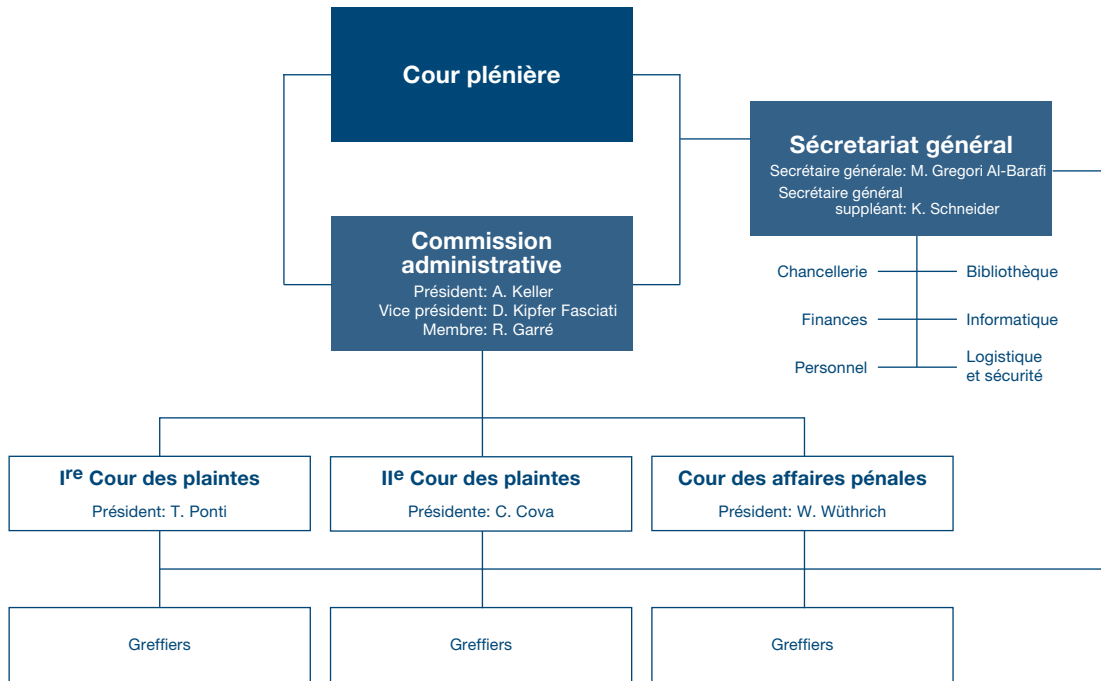 Cour plénière
Sécretariat général
Secrétaire générale: M. Gregori Al-Barafi
Secrétaire général
suppléant: K. Schneider
Commission
administrative
Président: A. Keller
Vice président: D. Kipfer Fasciati
Membre: R. Garré
Chancellerie
Bibliothèque
Finances
Informatique
Personnel
Logistique
et sécurité
Ire Cour des plaintes
Président: T. Ponti
IIe Cour des plaintes
Présidente: C. Cova
Cour des affaires pénales
Président: W. Wüthrich
Greffiers
Greffiers
Greffiers